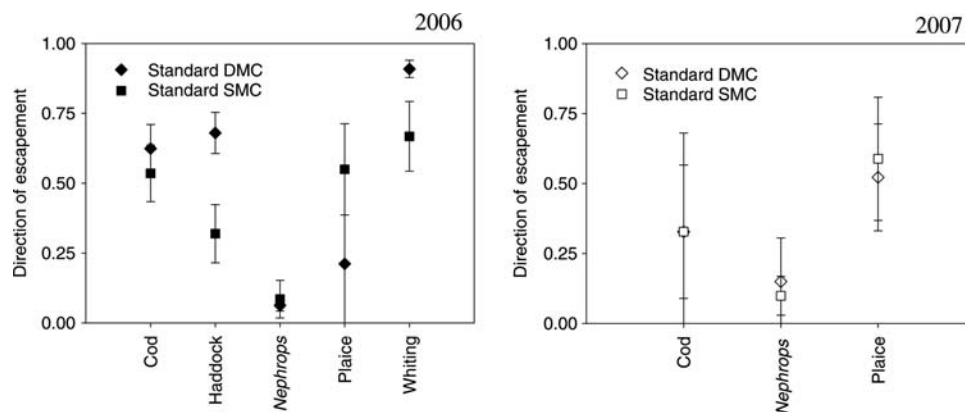 2006
1.00
Standard DMC
Standard SMC
0.75
0.50
0.25
0.00
Direction of escapement
Cod
Haddock
Nephrops
Plaice
Whiting
2007
1.00
Standard DMC
Standard SMC
0.75
0.50
0.25
0.00
Direction of escapement
Cod
Nephrops
Plaice